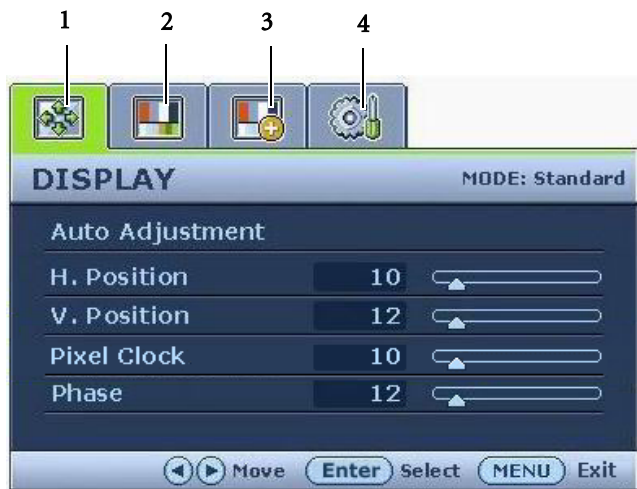 1 2 3 4
DISPLAY MODE: Standard
Auto Adjustment
H. Position 10
V. Position 12
Pixel Clock 10
Phase 12
Move Enter Select MENU Exit